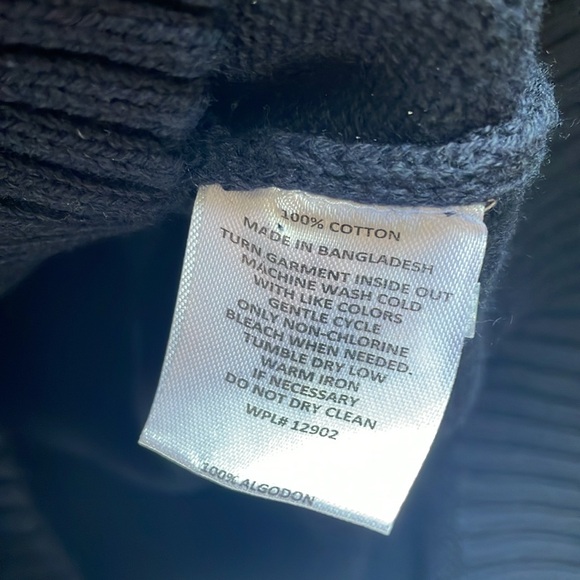 100% COTTON
MADE IN BANGLADESH
TURN GARMENT INSIDE OUT
MACHINE WASH COLD
WITH LIKE COLORS
GENTLE CYCLE
ONLY NON-CHLORINE
BLEACH WHEN NEEDED.
TUMBLE DRY LOW
WARM IRON
IF NECESSARY
DO NOT DRY CLEAN
WPL# 12902
100% ALGODON